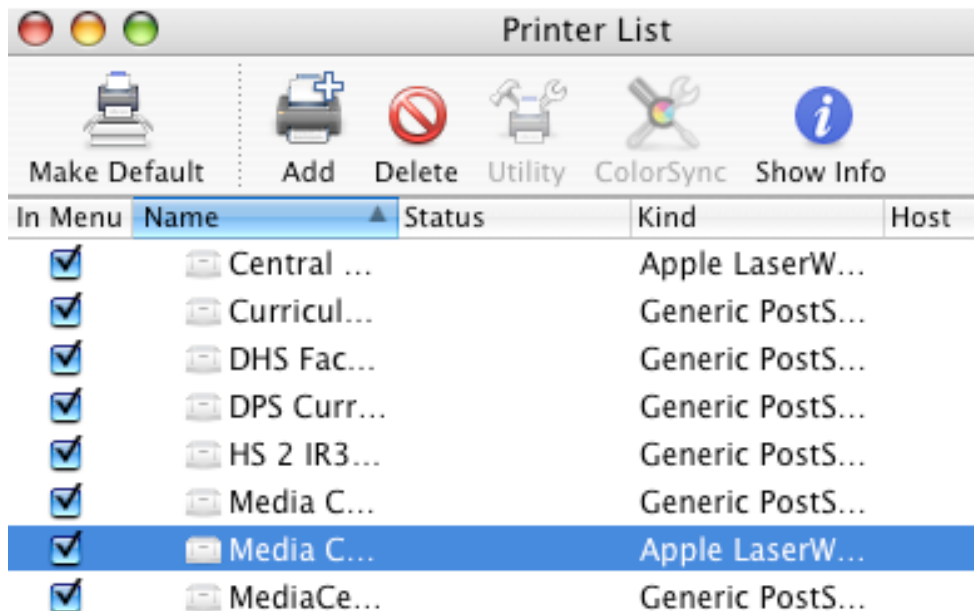 Printer List
Make Default Add Delete Utility ColorSync Show Info
In Menu Name Status Kind Host
Central ... Apple LaserW...
Curricul... Generic PostS...
DHS Fac... Generic PostS...
DPS Curr... Generic PostS...
HS 2 IR3... Generic PostS...
Media C... Generic PostS...
Media C... Apple LaserW...
MediaCe... Generic PostS...